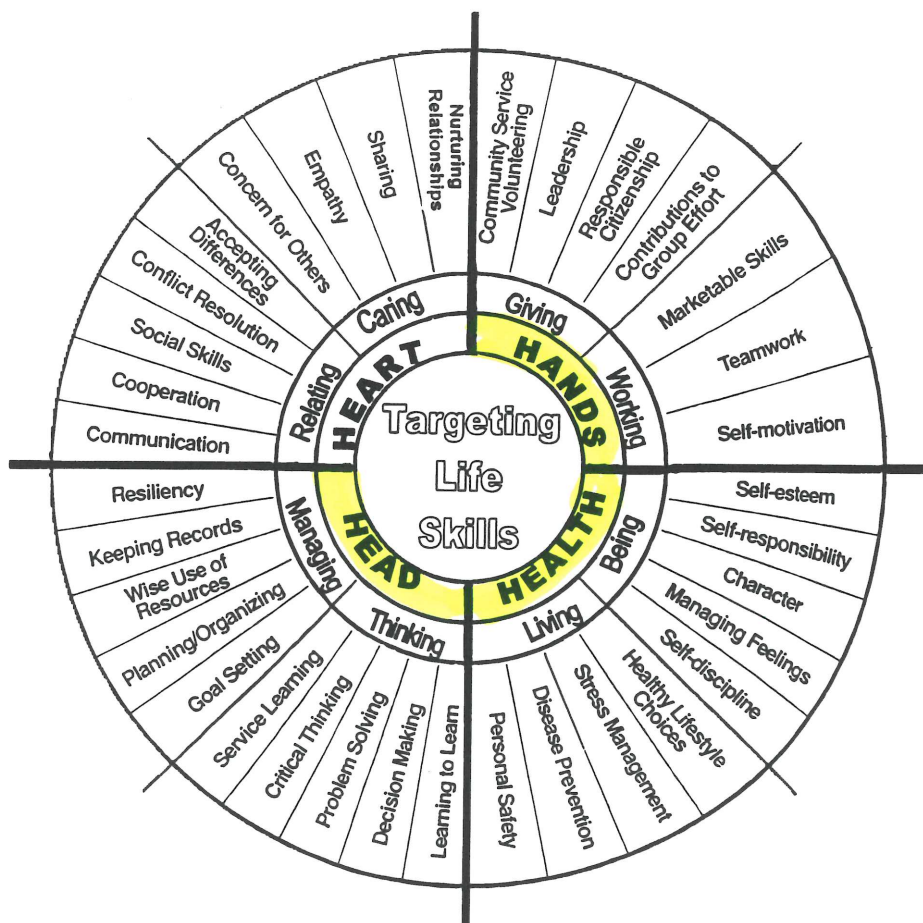 Targeting
Life
Skills
HEART
HANDS
HEALTH
HEAD
Relating
Caring
Giving
Working
Being
Living
Thinking
Managing
Communication
Cooperation
Social Skills
Conflict Resolution
Accepting
Differences
Concern for Others
Empathy
Sharing
Nurturing
Relationships
Community Service
Volunteering
Leadership
Responsible
Citizenship
Contributions to
Group Effort
Marketable Skills
Teamwork
Self-motivation
Self-esteem
Self-responsibility
Character
Managing Feelings
Self-discipline
Healthy Lifestyle
Choices
Stress Management
Disease Prevention
Personal Safety
Learning to Learn
Decision Making
Problem Solving
Critical Thinking
Service Learning
Goal Setting
Planning/Organizing
Wise Use of
Resources
Keeping Records
Resiliency